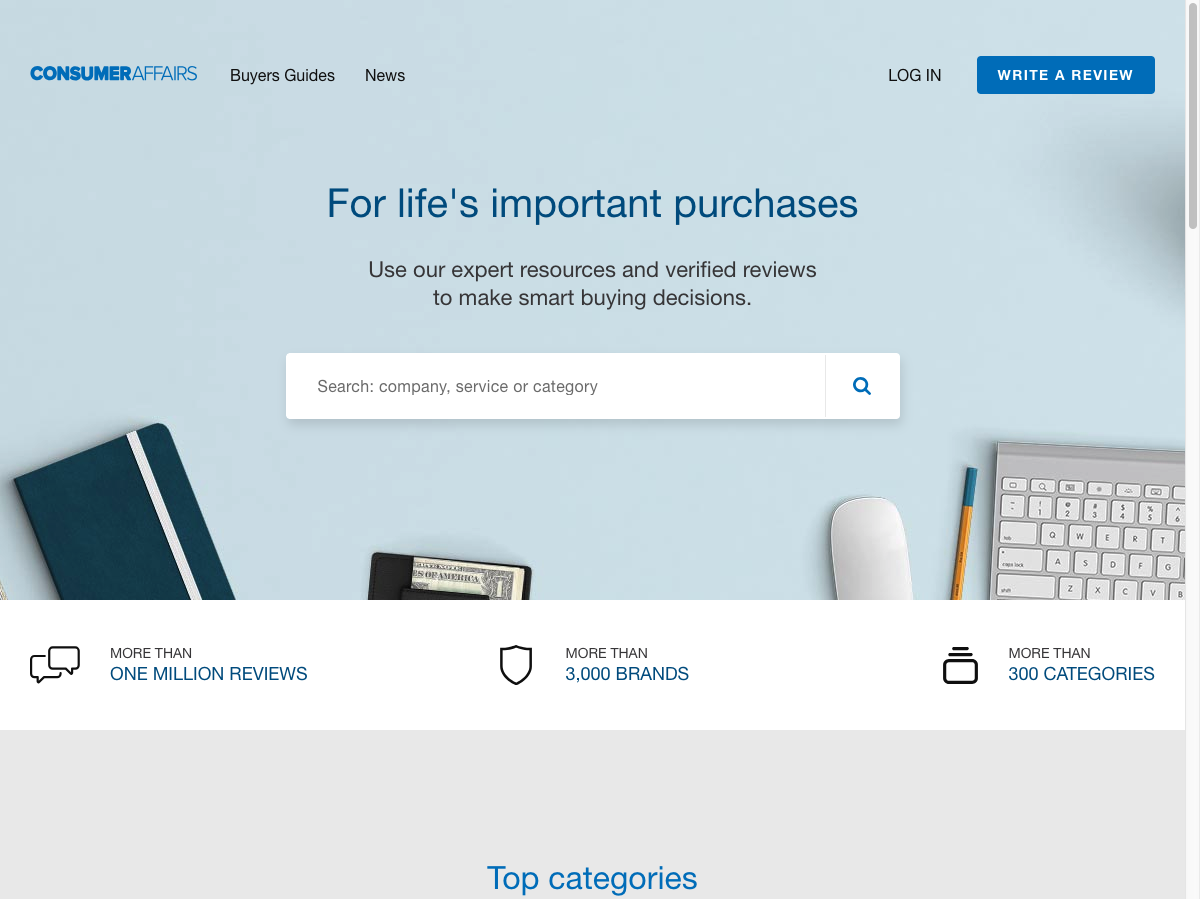 CONSUMERAFFAIRS
Buyers Guides
News
LOG IN
WRITE A REVIEW
For life's important purchases
Use our expert resources and verified reviews
to make smart buying decisions.
Search: company, service or category
MORE THAN
ONE MILLION REVIEWS
MORE THAN
3,000 BRANDS
MORE THAN
300 CATEGORIES
Top categories